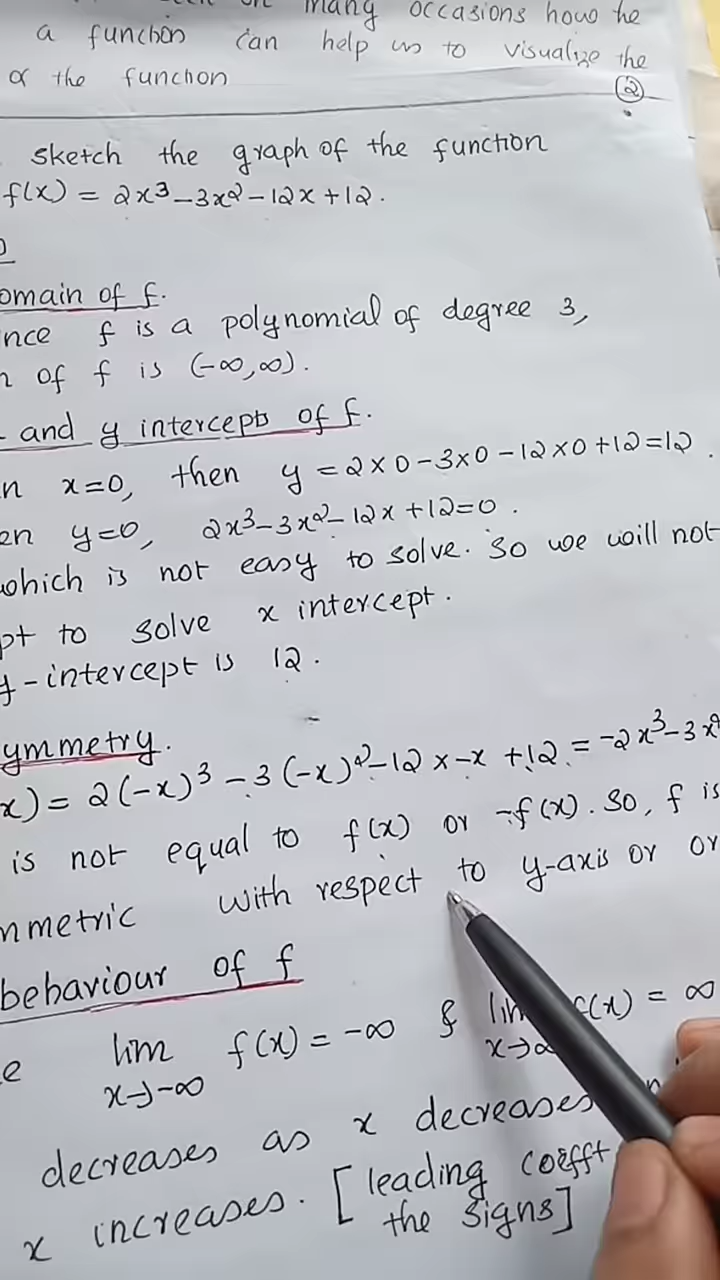 many occasions how he
a function can help us to visualize the
of the function
②
sketch the graph of the function
f(x) = 2x³-3x²-12x+12.
omain of f.
nce f is a polynomial of degree 3,
n of f is (-∞,∞).
- and y intercepts of f.
n x=0, then y = 2×0-3×0-12×0+12=12.
en y=0, 2x³-3x²-12x+12=0.
which is not easy to solve. So we will not
pt to solve x intercept.
y-intercept is 12.
ymmetry.
x) = 2(-x)³-3(-x)²-12×-x+12 = -2x³-3x²
is not equal to f(x) or -f(x). So, f is
mmetric with respect to y-axis or or
behaviour of f
e lim x→-∞ f(x) = -∞ & lim x→∞ f(x) = ∞
decreases as x decreases
x increases. [leading coefft
the signs]